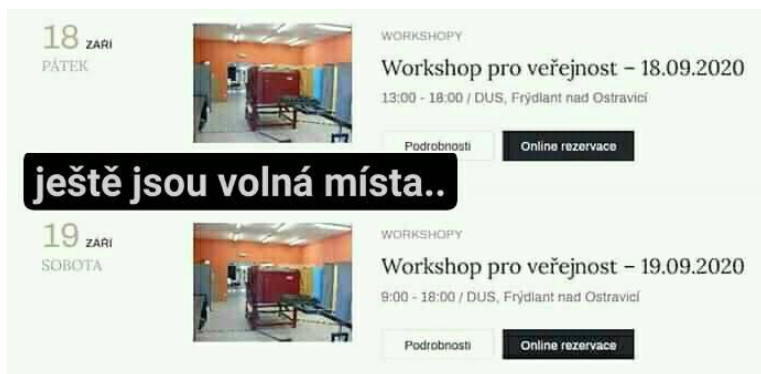 18 ZÁŘÍ
PÁTEK
WORKSHOPY
Workshop pro veřejnost – 18.09.2020
13:00 - 18:00 / DUS, Frýdlant nad Ostravicí
Podrobnosti
Online rezervace
ještě jsou volná místa..
19 ZÁŘÍ
SOBOTA
WORKSHOPY
Workshop pro veřejnost – 19.09.2020
9:00 - 18:00 / DUS, Frýdlant nad Ostravicí
Podrobnosti
Online rezervace